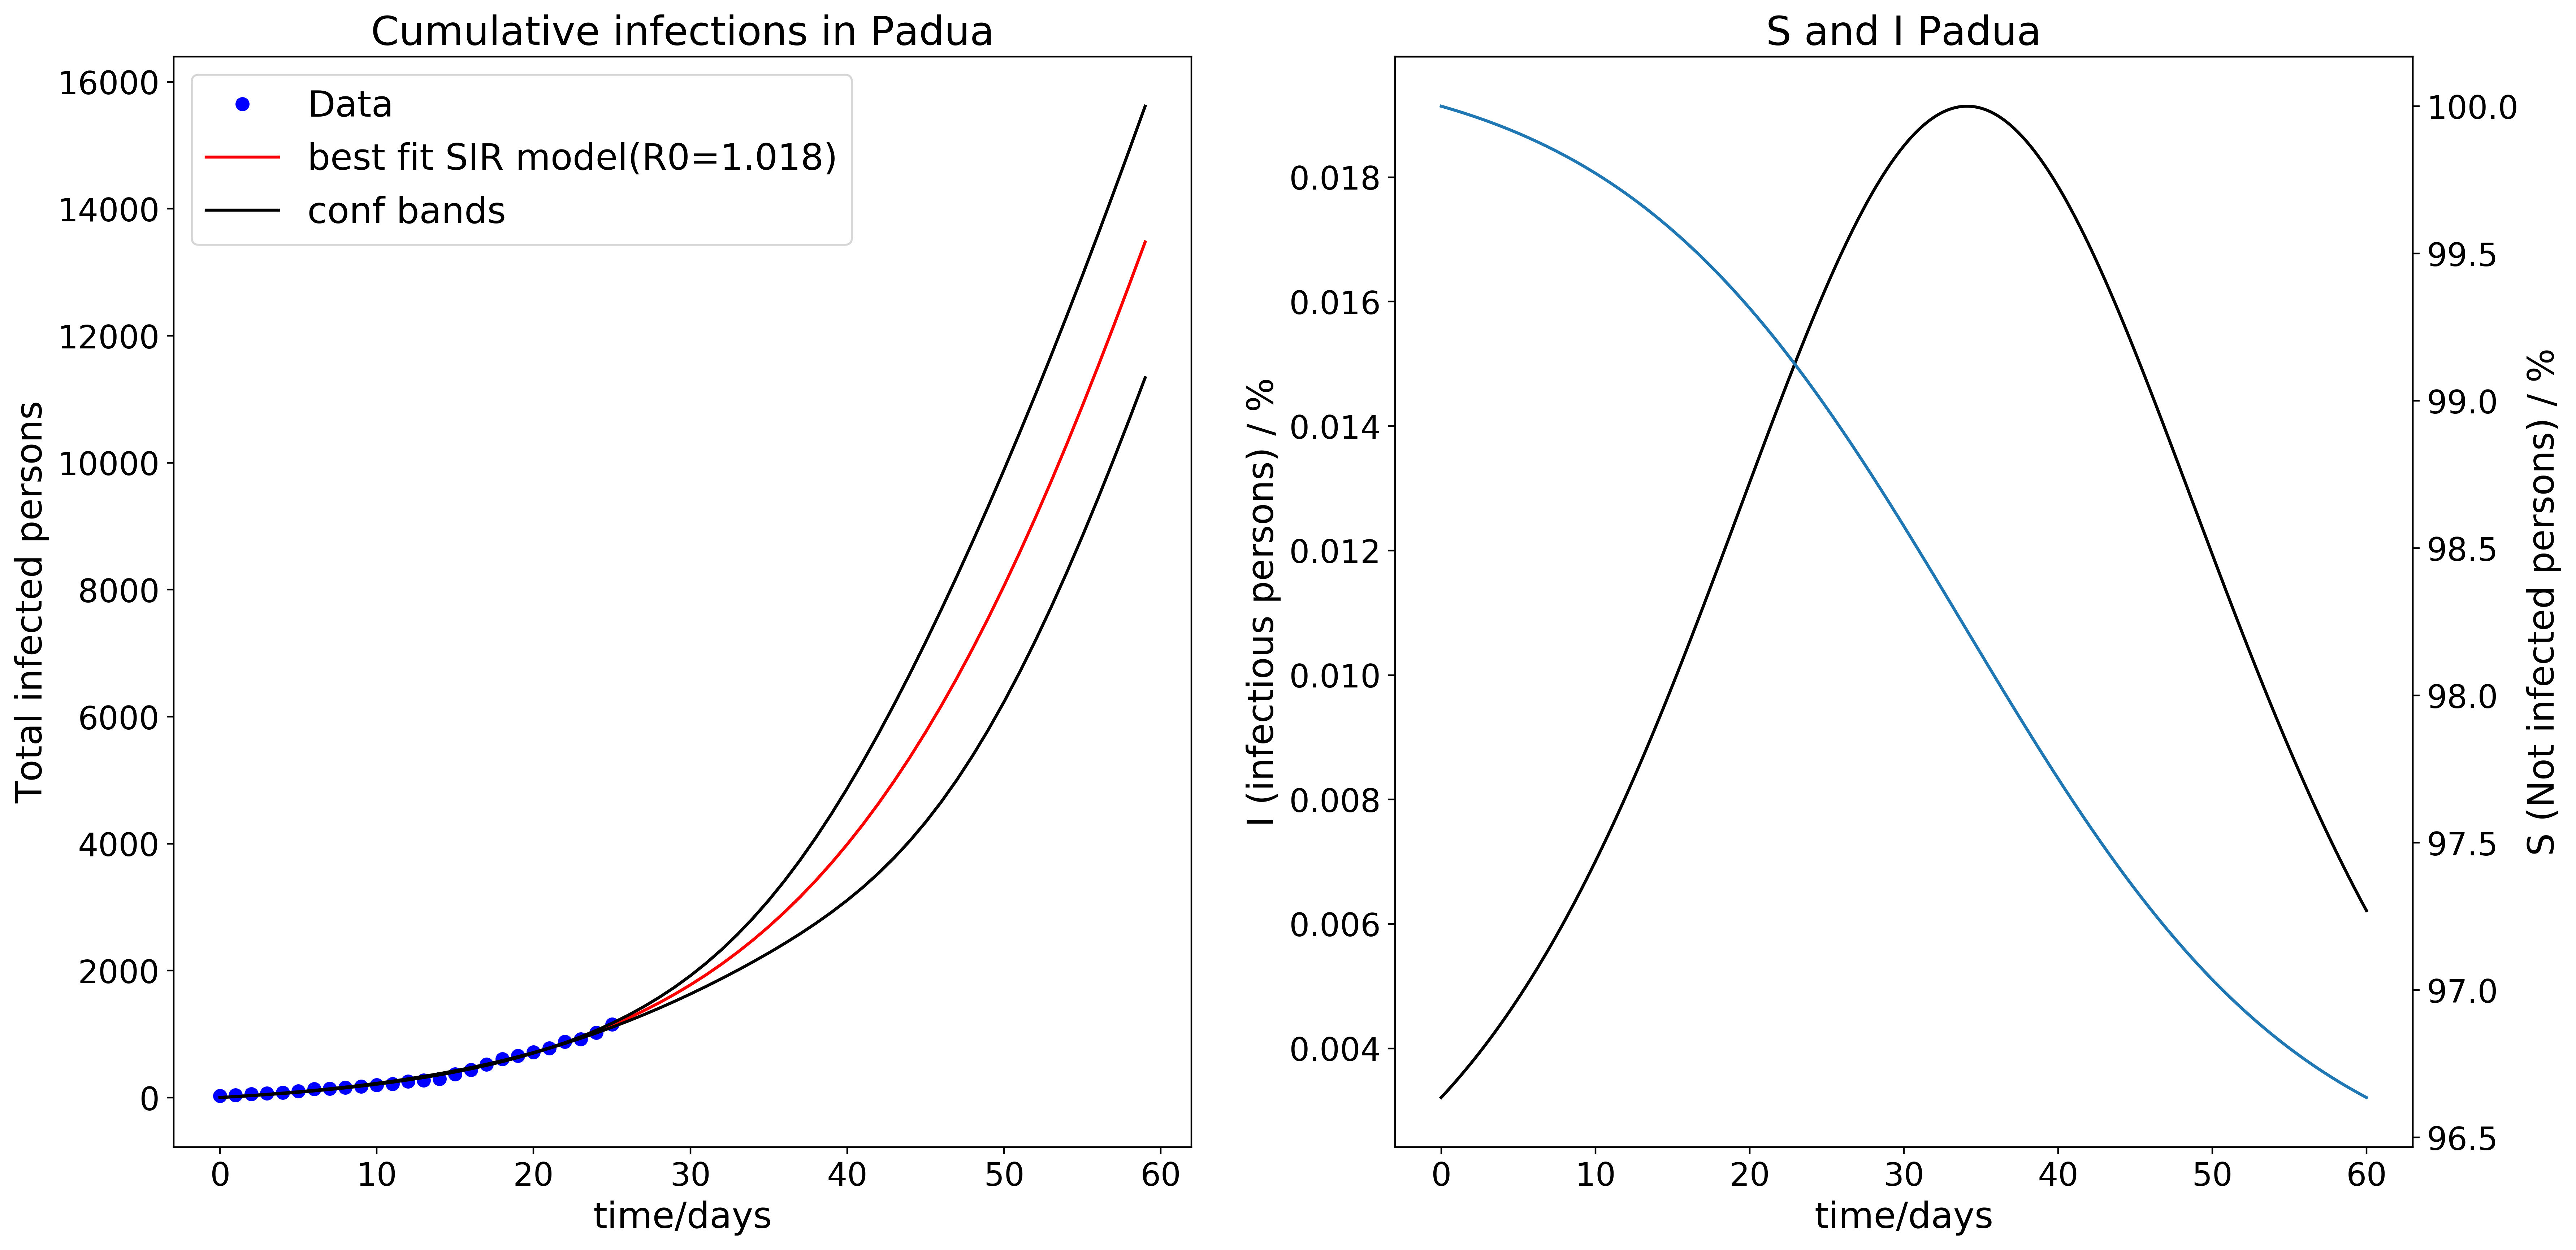 Cumulative infections in Padua
Data
best fit SIR model(R0=1.018)
conf bands
16000
14000
12000
10000
8000
6000
4000
2000
0
Total infected persons
0 10 20 30 40 50 60
time/days
S and I Padua
I (infectious persons) / %
0.018
0.016
0.014
0.012
0.010
0.008
0.006
0.004
100.0
99.5
99.0
98.5
98.0
97.5
97.0
96.5
S (Not infected persons) / %
0 10 20 30 40 50 60
time/days